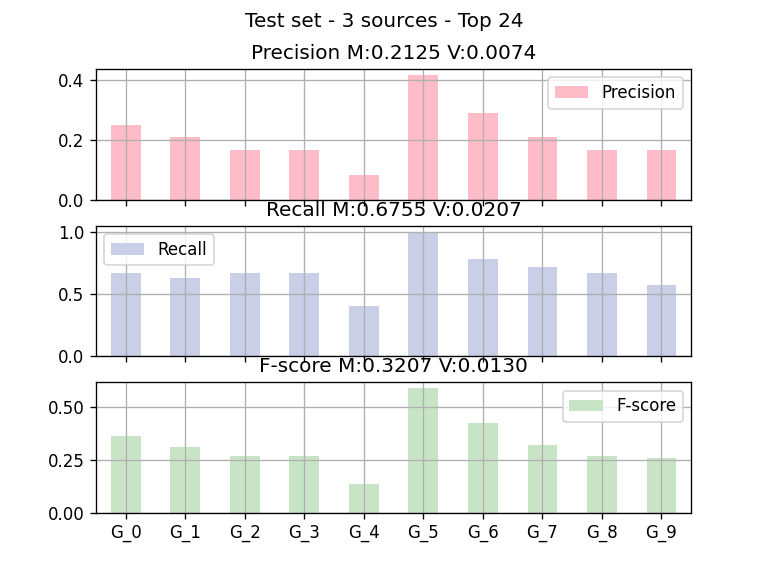 Test set - 3 sources - Top 24
Precision M:0.2125 V:0.0074
0.4
0.2
0.0
Precision
Recall M:0.6755 V:0.0207
1.0
0.5
0.0
Recall
F-score M:0.3207 V:0.0130
0.50
0.25
0.00
F-score
G_0 G_1 G_2 G_3 G_4 G_5 G_6 G_7 G_8 G_9